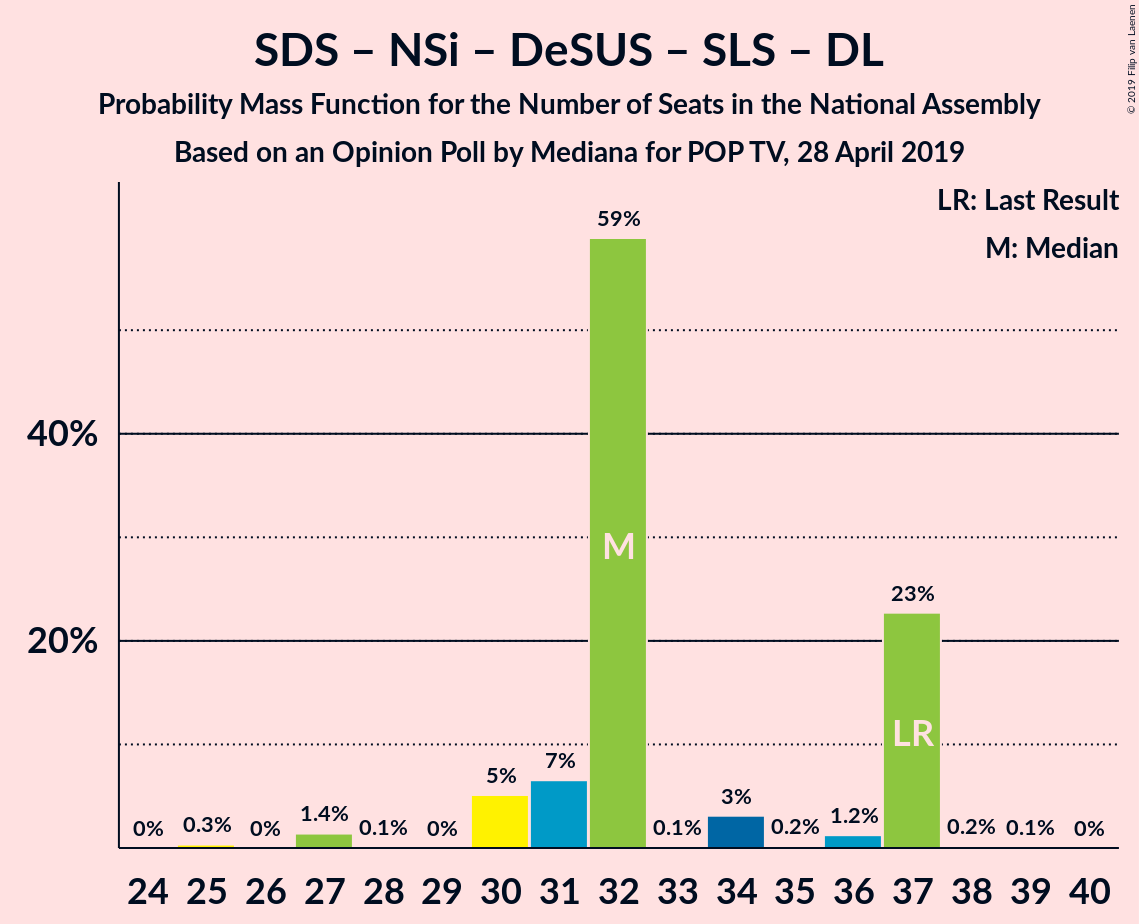 SDS – NSi – DeSUS – SLS – DL
Probability Mass Function for the Number of Seats in the National Assembly
Based on an Opinion Poll by Mediana for POP TV, 28 April 2019
© 2019 Filip van Laenen
LR: Last Result
M: Median
40%
20%
0% 0.3% 0% 1.4% 0.1% 0% 5% 7% 59% 0.1% 3% 0.2% 1.2% 23% 0.2% 0.1% 0%
M
LR
24 25 26 27 28 29 30 31 32 33 34 35 36 37 38 39 40